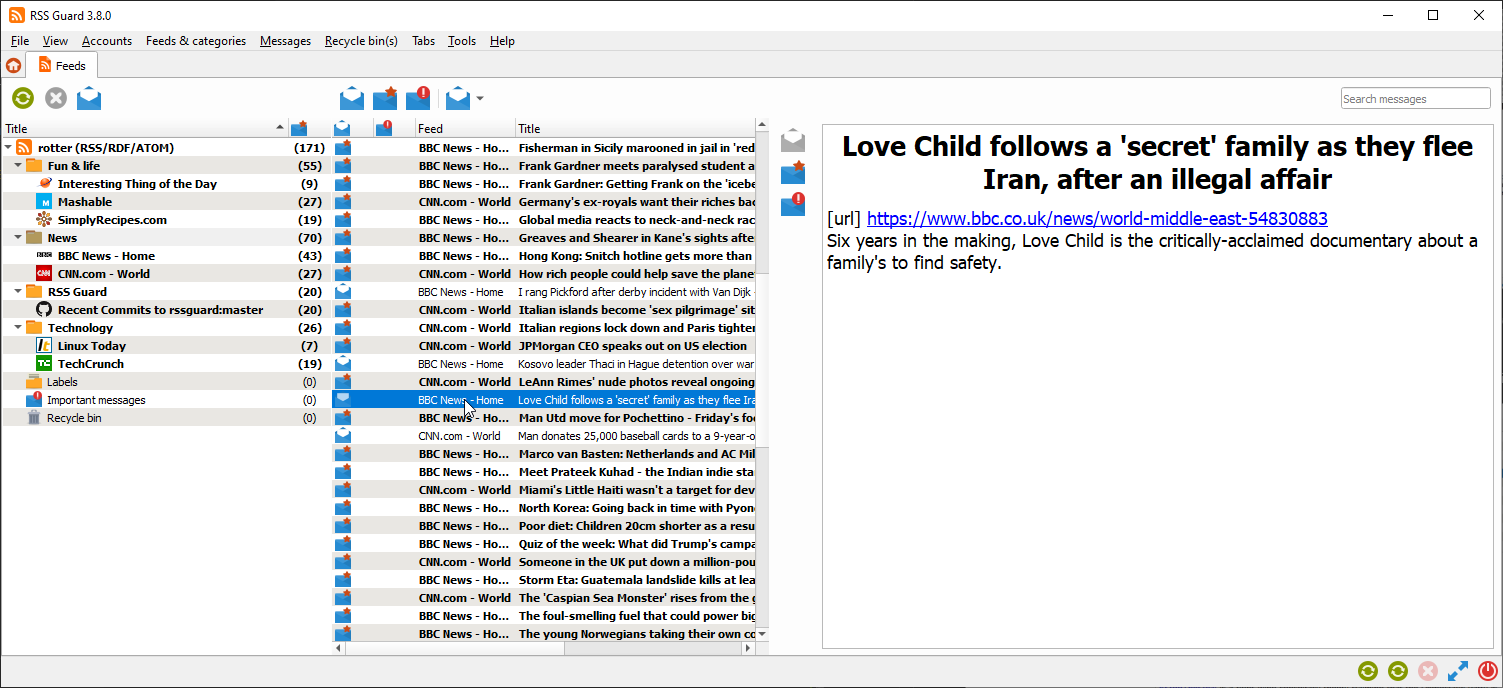 RSS Guard 3.8.0
File View Accounts Feeds & categories Messages Recycle bin(s) Tabs Tools Help
Feeds
Search messages
Title
rotter (RSS/RDF/ATOM) (171)
Fun & life (55)
Interesting Thing of the Day (9)
Mashable (27)
SimplyRecipes.com (19)
News (70)
BBC News - Home (43)
CNN.com - World (27)
RSS Guard (20)
Recent Commits to rssguard:master (20)
Technology (26)
Linux Today (7)
TechCrunch (19)
Labels (0)
Important messages (0)
Recycle bin (0)
Feed Title
BBC News - Ho... Fisherman in Sicily marooned in jail in 'red
BBC News - Ho... Frank Gardner meets paralysed student a
BBC News - Ho... Frank Gardner: Getting Frank on the 'icebe
CNN.com - World Germany's ex-royals want their riches bac
BBC News - Ho... Global media reacts to neck-and-neck rac
BBC News - Ho... Greaves and Shearer in Kane's sights afte
BBC News - Ho... Hong Kong: Snitch hotline gets more than
CNN.com - World How rich people could help save the plane
BBC News - Home I rang Pickford after derby incident with Van Dijk
CNN.com - World Italian islands become 'sex pilgrimage' sit
CNN.com - World Italian regions lock down and Paris tighter
CNN.com - World JPMorgan CEO speaks out on US election
BBC News - Home Kosovo leader Thaci in Hague detention over war
CNN.com - World LeAnn Rimes' nude photos reveal ongoing
BBC News - Home Love Child follows a 'secret' family as they flee Ira
BBC News - Ho... Man Utd move for Pochettino - Friday's foo
CNN.com - World Man donates 25,000 baseball cards to a 9-year-o
BBC News - Ho... Marco van Basten: Netherlands and AC Mil
BBC News - Ho... Meet Prateek Kuhad - the Indian indie sta
CNN.com - World Miami's Little Haiti wasn't a target for dev
BBC News - Ho... North Korea: Going back in time with Pyon
BBC News - Ho... Poor diet: Children 20cm shorter as a resu
BBC News - Ho... Quiz of the week: What did Trump's campa
CNN.com - World Someone in the UK put down a million-pou
BBC News - Ho... Storm Eta: Guatemala landslide kills at lea
CNN.com - World The 'Caspian Sea Monster' rises from the g
BBC News - Ho... The foul-smelling fuel that could power big
BBC News - Ho... The young Norwegians taking their own co
Love Child follows a 'secret' family as they flee
Iran, after an illegal affair
[url] https://www.bbc.co.uk/news/world-middle-east-54830883
Six years in the making, Love Child is the critically-acclaimed documentary about a
family's to find safety.